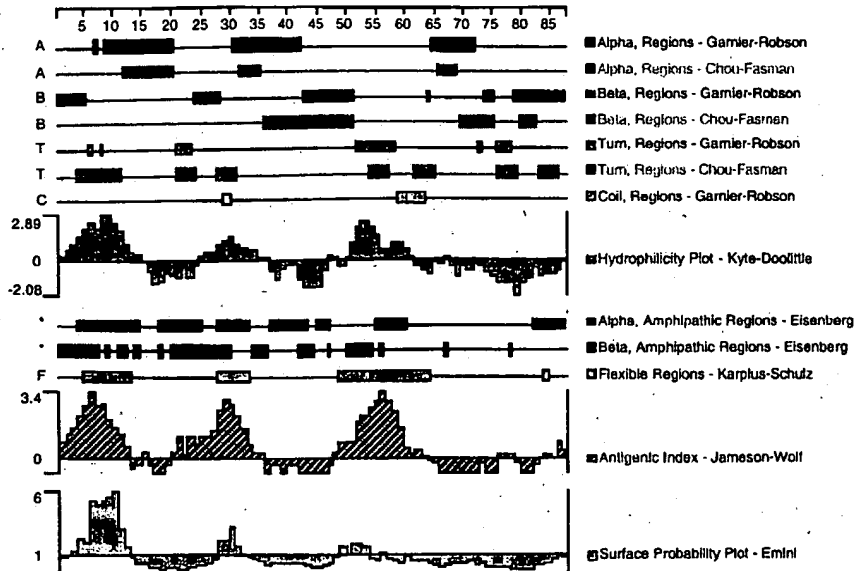 5 10 15 20 25 30 35 40 45 50 55 60 65 70 75 80 85
A Alpha, Regions - Garnier-Robson
A Alpha, Regions - Chou-Fasman
B Beta, Regions - Garnier-Robson
B Beta, Regions - Chou-Fasman
T Turn, Regions - Garnier-Robson
T Turn, Regions - Chou-Fasman
C Coil, Regions - Garnier-Robson
2.89
0 Hydrophilicity Plot - Kyte-Doolittle
-2.08
* Alpha, Amphipathic Regions - Eisenberg
* Beta, Amphipathic Regions - Eisenberg
F Flexible Regions - Karplus-Schulz
3.4
0 Antigenic Index - Jameson-Wolf
6
1 Surface Probability Plot - Emini